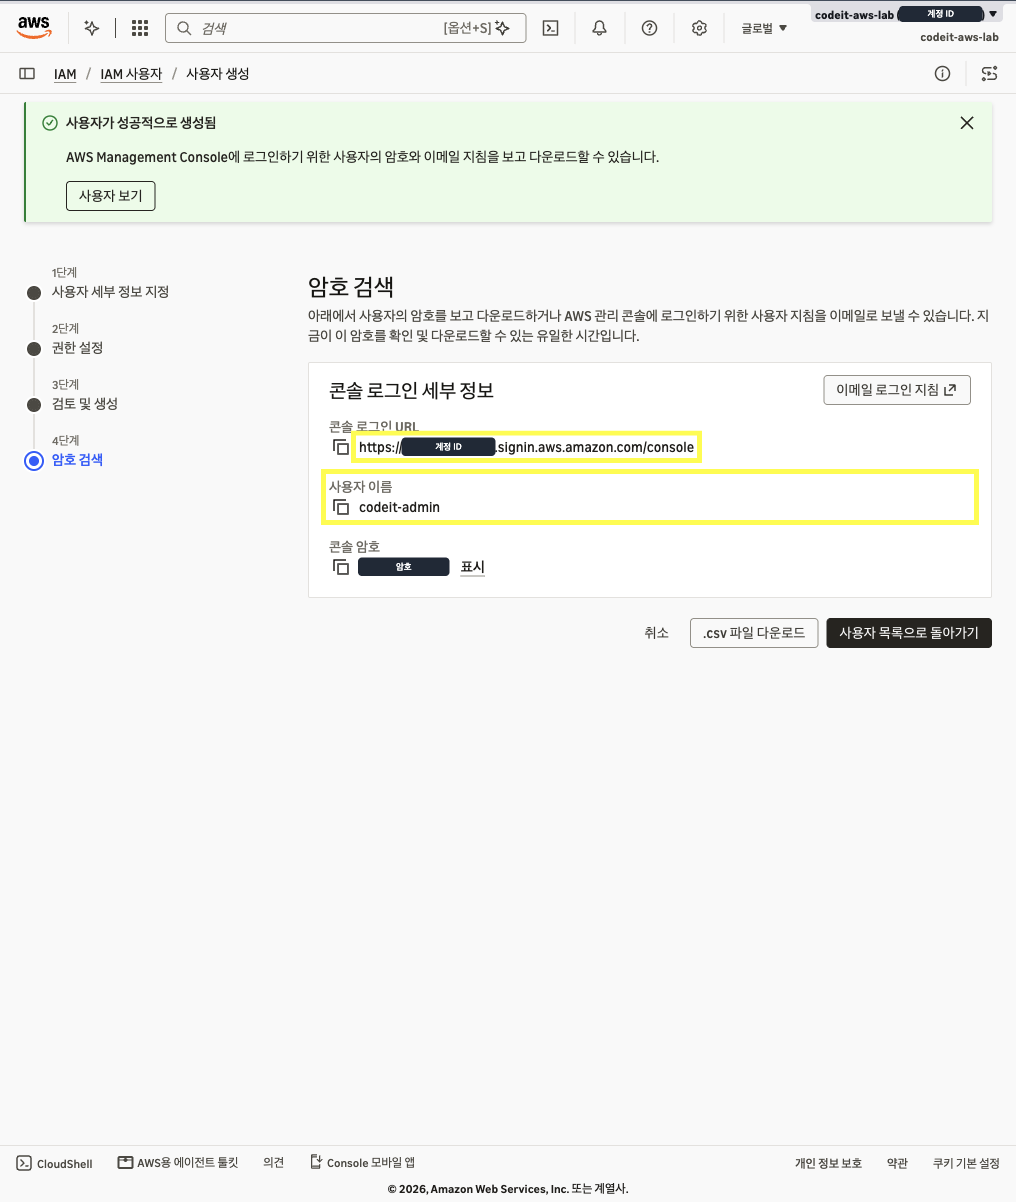 aws
검색
[옵션+S]
글로벌
codeit-aws-lab 계정 ID
codeit-aws-lab
IAM / IAM 사용자 / 사용자 생성
사용자가 성공적으로 생성됨
AWS Management Console에 로그인하기 위한 사용자의 암호와 이메일 지침을 보고 다운로드할 수 있습니다.
사용자 보기
1단계
사용자 세부 정보 지정
2단계
권한 설정
3단계
검토 및 생성
4단계
암호 검색
암호 검색
아래에서 사용자의 암호를 보고 다운로드하거나 AWS 관리 콘솔에 로그인하기 위한 사용자 지침을 이메일로 보낼 수 있습니다. 지
금이 이 암호를 확인 및 다운로드할 수 있는 유일한 시간입니다.
콘솔 로그인 세부 정보
이메일 로그인 지침
콘솔 로그인 URL
https://계정 ID.signin.aws.amazon.com/console
사용자 이름
codeit-admin
콘솔 암호
암호 표시
취소
.csv 파일 다운로드
사용자 목록으로 돌아가기
CloudShell
AWS용 에이전트 툴킷
의견
Console 모바일 앱
개인 정보 보호
약관
쿠키 기본 설정
© 2026, Amazon Web Services, Inc. 또는 계열사.